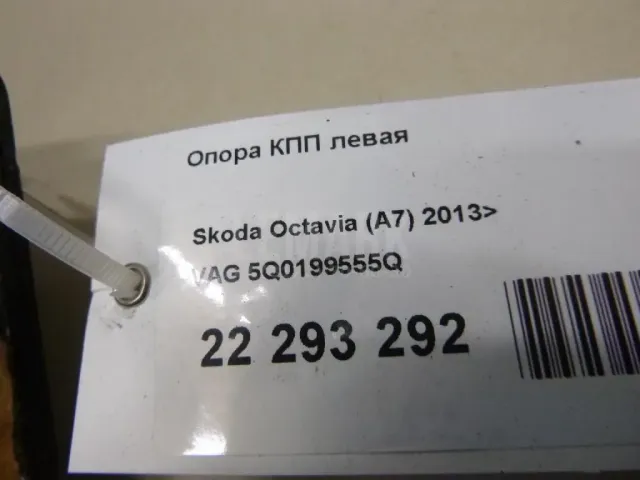 Опора КПП левая
Skoda Octavia (A7) 2013>
VAG 5Q0199555Q
22 293 292